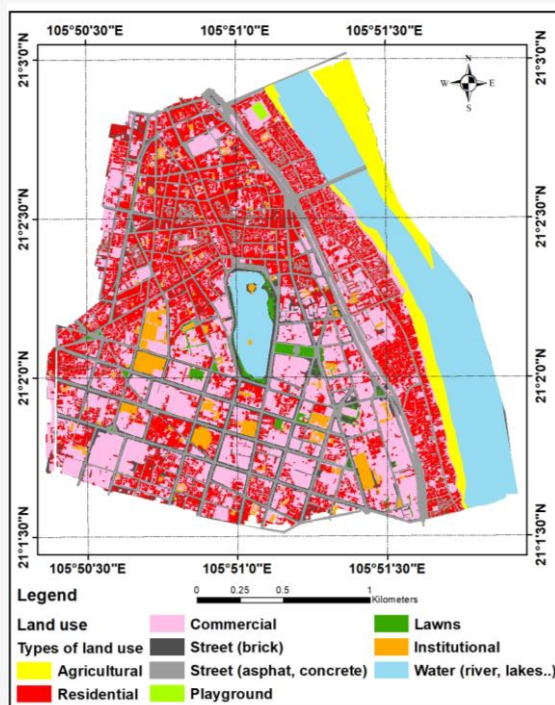 105°50'30"E 105°51'0"E 105°51'30"E
21°3'0"N 21°3'0"N
N
W E
S
21°2'30"N 21°2'30"N
21°2'0"N 21°2'0"N
21°1'30"N 21°1'30"N
105°50'30"E 105°51'0"E 105°51'30"E
Legend
0 0.25 0.5 1
Kilometers
Land use
Types of land use
Agricultural
Residential
Commercial
Street (brick)
Street (asphat, concrete)
Playground
Lawns
Institutional
Water (river, lakes..)